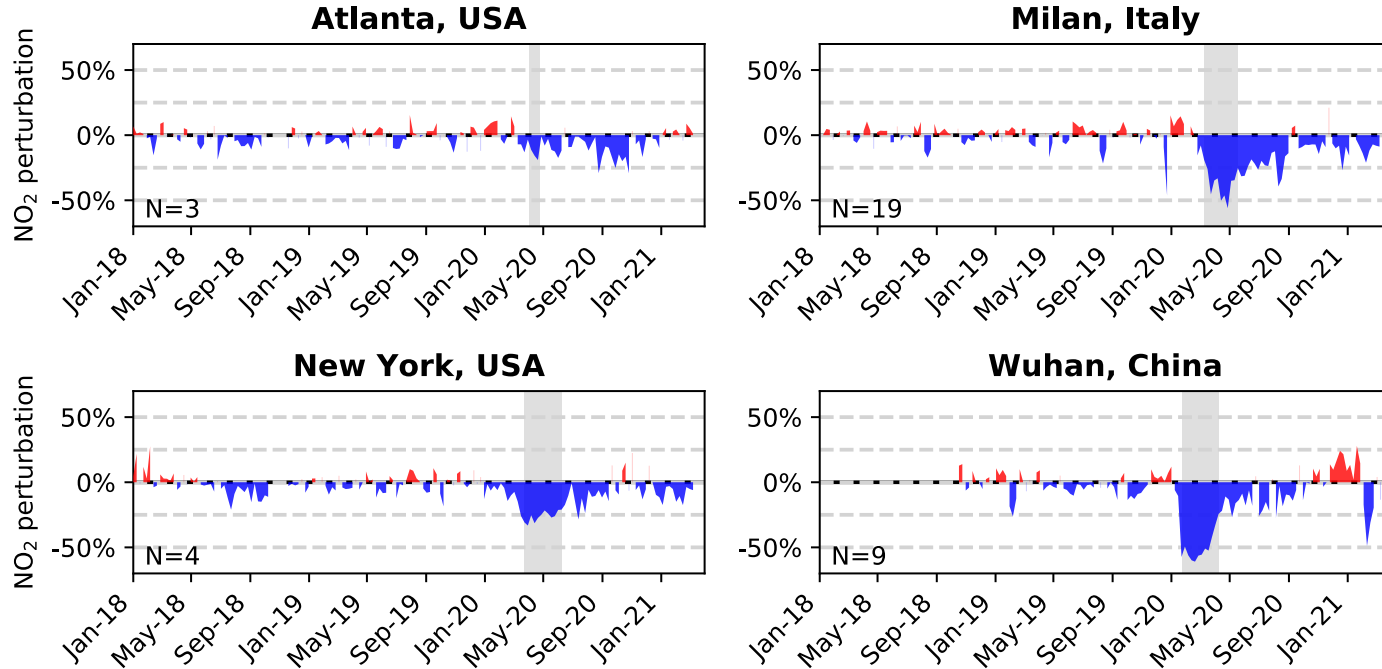 Atlanta, USA
NO₂ perturbation
50%
0%
-50%
N=3
Jan-18
May-18
Sep-18
Jan-19
May-19
Sep-19
Jan-20
May-20
Sep-20
Jan-21
Milan, Italy
50%
0%
-50%
N=19
Jan-18
May-18
Sep-18
Jan-19
May-19
Sep-19
Jan-20
May-20
Sep-20
Jan-21
New York, USA
NO₂ perturbation
50%
0%
-50%
N=4
Jan-18
May-18
Sep-18
Jan-19
May-19
Sep-19
Jan-20
May-20
Sep-20
Jan-21
Wuhan, China
50%
0%
-50%
N=9
Jan-18
May-18
Sep-18
Jan-19
May-19
Sep-19
Jan-20
May-20
Sep-20
Jan-21